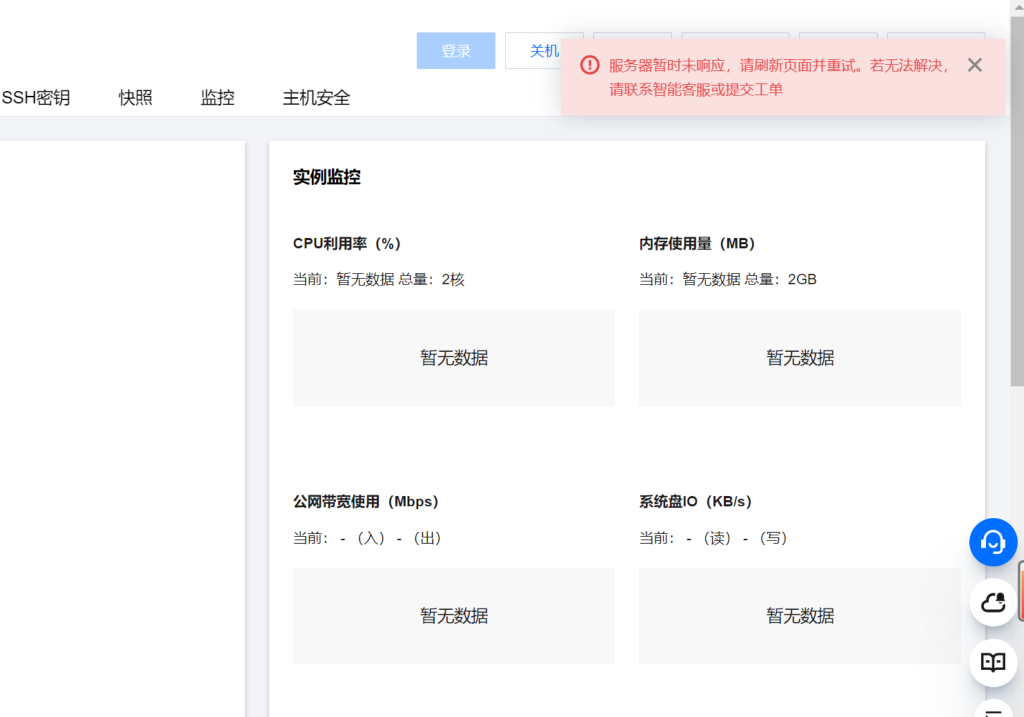 登录
关机
服务器暂时未响应，请刷新页面并重试。若无法解决，
请联系智能客服或提交工单
SSH密钥
快照
监控
主机安全
实例监控
CPU利用率（%）
当前：暂无数据 总量：2核
暂无数据
内存使用量（MB）
当前：暂无数据 总量：2GB
暂无数据
公网带宽使用（Mbps）
当前： - （入） - （出）
暂无数据
系统盘IO（KB/s）
当前： - （读） - （写）
暂无数据